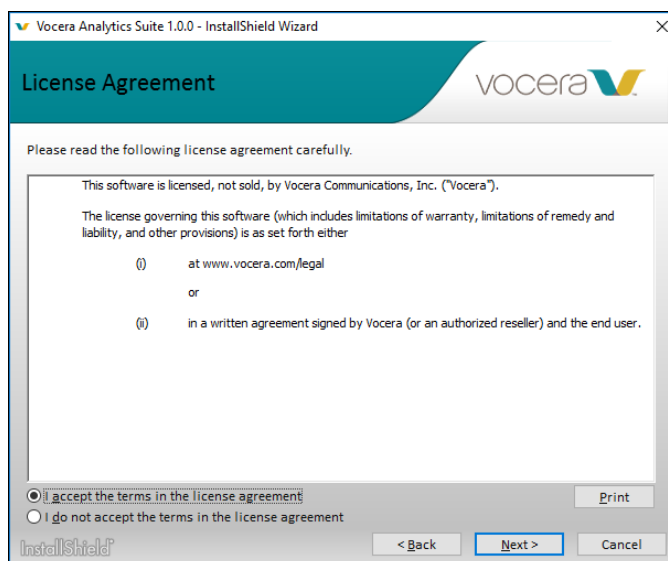 Vocera Analytics Suite 1.0.0 - InstallShield Wizard
License Agreement
vocera
Please read the following license agreement carefully.
This software is licensed, not sold, by Vocera Communications, Inc. ("Vocera").
The license governing this software (which includes limitations of warranty, limitations of remedy and
liability, and other provisions) is as set forth either
(i) at www.vocera.com/legal
or
(ii) in a written agreement signed by Vocera (or an authorized reseller) and the end user.
I accept the terms in the license agreement
Print
I do not accept the terms in the license agreement
InstallShield
< Back
Next >
Cancel